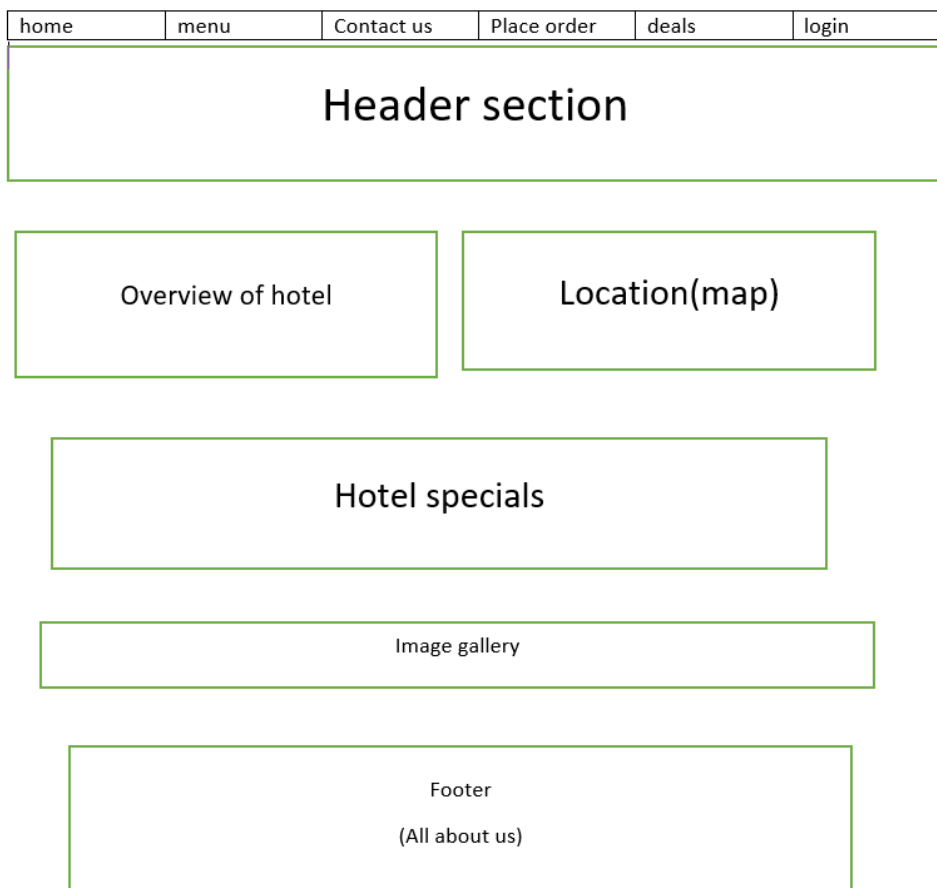 home menu Contact us Place order deals login
Header section
Overview of hotel
Location(map)
Hotel specials
Image gallery
Footer
(All about us)